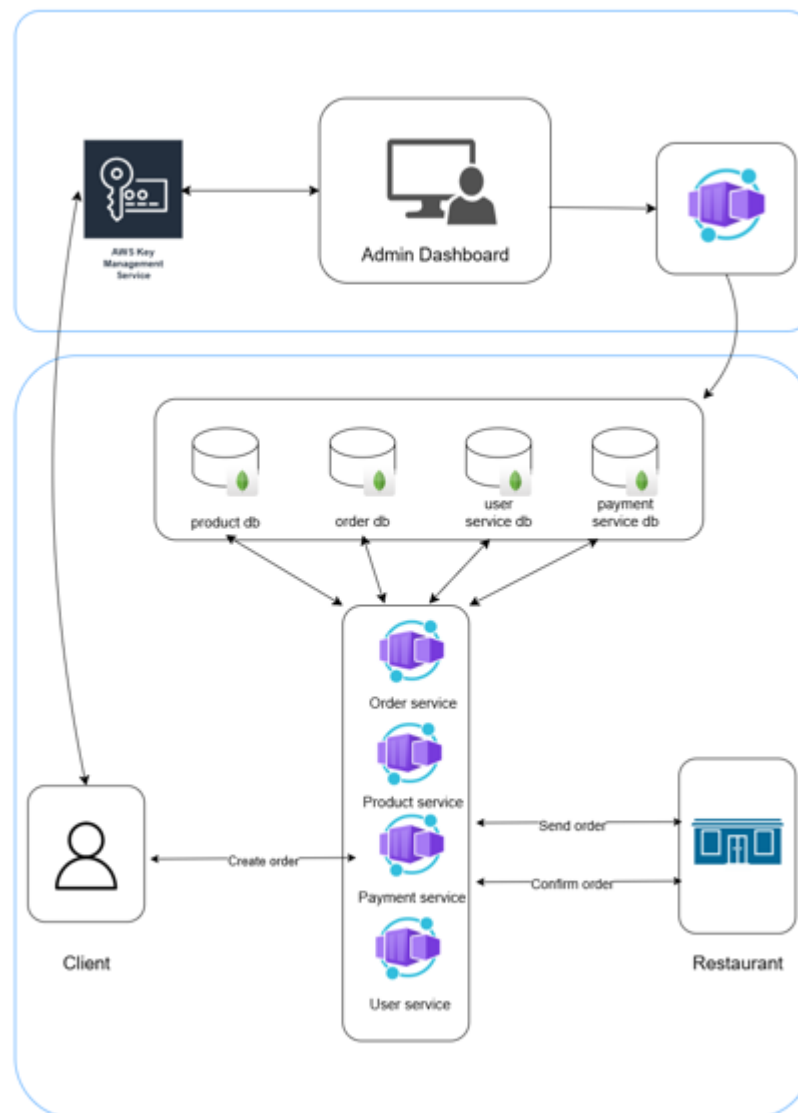 AWS Key
Management
Service
Admin Dashboard
product db
order db
user
service db
payment
service db
Order service
Product service
Payment service
User service
Create order
Send order
Confirm order
Client
Restaurant